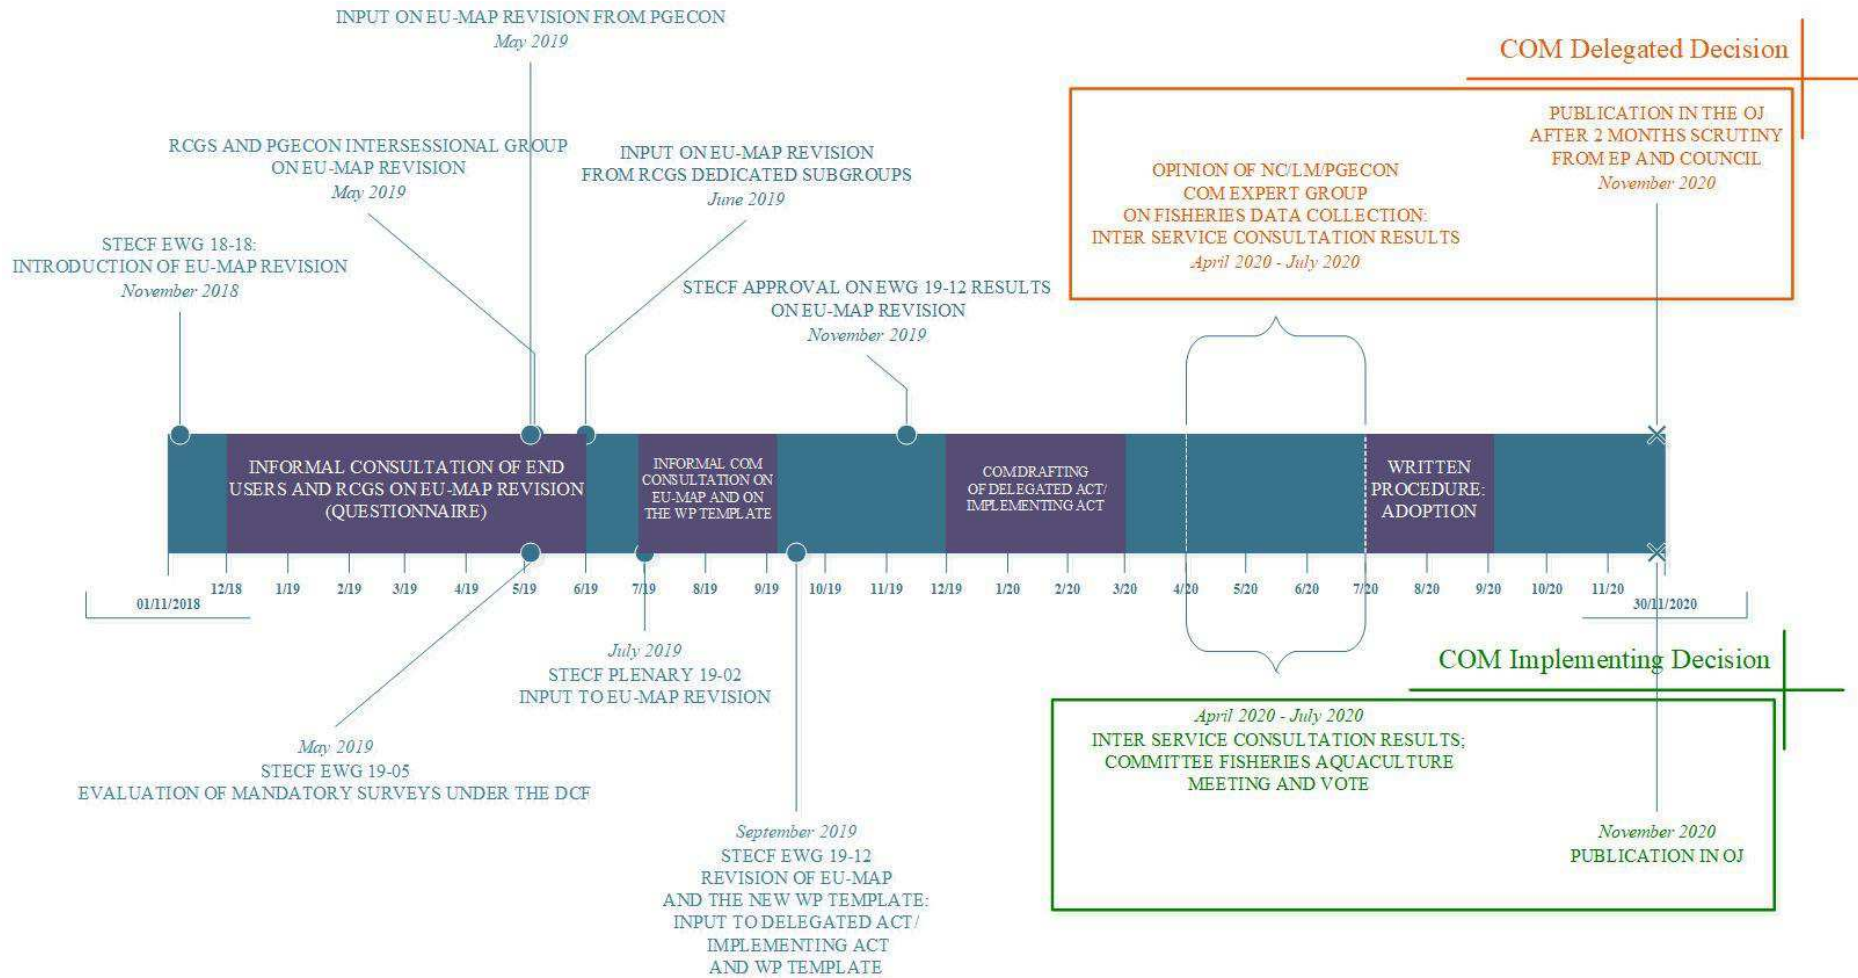 INPUT ON EU-MAP REVISION FROM PGECON
May 2019
COM Delegated Decision
RCGS AND PGECON INTERSESSIONAL GROUP
ON EU-MAP REVISION
May 2019
INPUT ON EU-MAP REVISION
FROM RCGS DEDICATED SUBGROUPS
June 2019
PUBLICATION IN THE OJ
AFTER 2 MONTHS SCRUTINY
FROM EP AND COUNCIL
November 2020
OPINION OF NC/LM/PGECON
COM EXPERT GROUP
ON FISHERIES DATA COLLECTION:
INTER SERVICE CONSULTATION RESULTS
April 2020 - July 2020
STECF EWG 18-18:
INTRODUCTION OF EU-MAP REVISION
November 2018
STECF APPROVAL ON EWG 19-12 RESULTS
ON EU-MAP REVISION
November 2019
INFORMAL CONSULTATION OF END
USERS AND RCGS ON EU-MAP REVISION
(QUESTIONNAIRE)
INFORMAL COM
CONSULTATION ON
EU-MAP AND ON
THE WP TEMPLATE
COM DRAFTING
OF DELEGATED ACT/
IMPLEMENTING ACT
WRITTEN
PROCEDURE:
ADOPTION
12/18 1/19 2/19 3/19 4/19 5/19 6/19 7/19 8/19 9/19 10/19 11/19 12/19 1/20 2/20 3/20 4/20 5/20 6/20 7/20 8/20 9/20 10/20 11/20
01/11/2018 30/11/2020
July 2019
STECF PLENARY 19-02
INPUT TO EU-MAP REVISION
COM Implementing Decision
May 2019
STECF EWG 19-05
EVALUATION OF MANDATORY SURVEYS UNDER THE DCF
April 2020 - July 2020
INTER SERVICE CONSULTATION RESULTS;
COMMITTEE FISHERIES AQUACULTURE
MEETING AND VOTE
September 2019
STECF EWG 19-12
REVISION OF EU-MAP
AND THE NEW WP TEMPLATE:
INPUT TO DELEGATED ACT/
IMPLEMENTING ACT
AND WP TEMPLATE
November 2020
PUBLICATION IN OJ